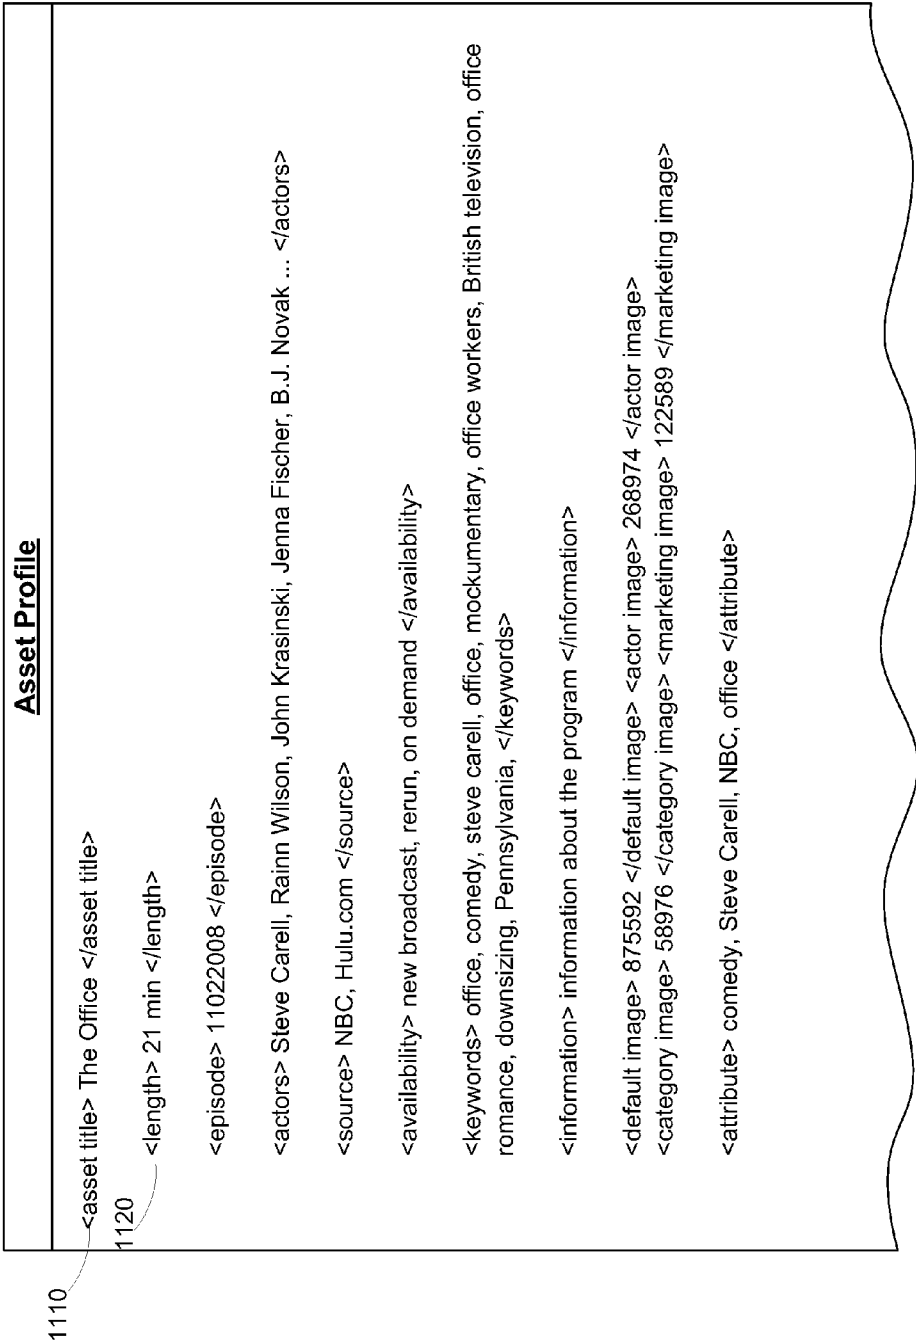 Asset Profile
1110
<asset title> The Office </asset title>
1120
<length> 21 min </length>
<episode> 11022008 </episode>
<actors> Steve Carell, Rainn Wilson, John Krasinski, Jenna Fischer, B.J. Novak ... </actors>
<source> NBC, Hulu.com </source>
<availability> new broadcast, rerun, on demand </availability>
<keywords> office, comedy, steve carell, office, mockumentary, office workers, British television, office
romance, downsizing, Pennsylvania, </keywords>
<information> information about the program </information>
<default image> 875592 </default image> <actor image> 268974 </actor image>
<category image> 58976 </category image> <marketing image> 122589 </marketing image>
<attribute> comedy, Steve Carell, NBC, office </attribute>